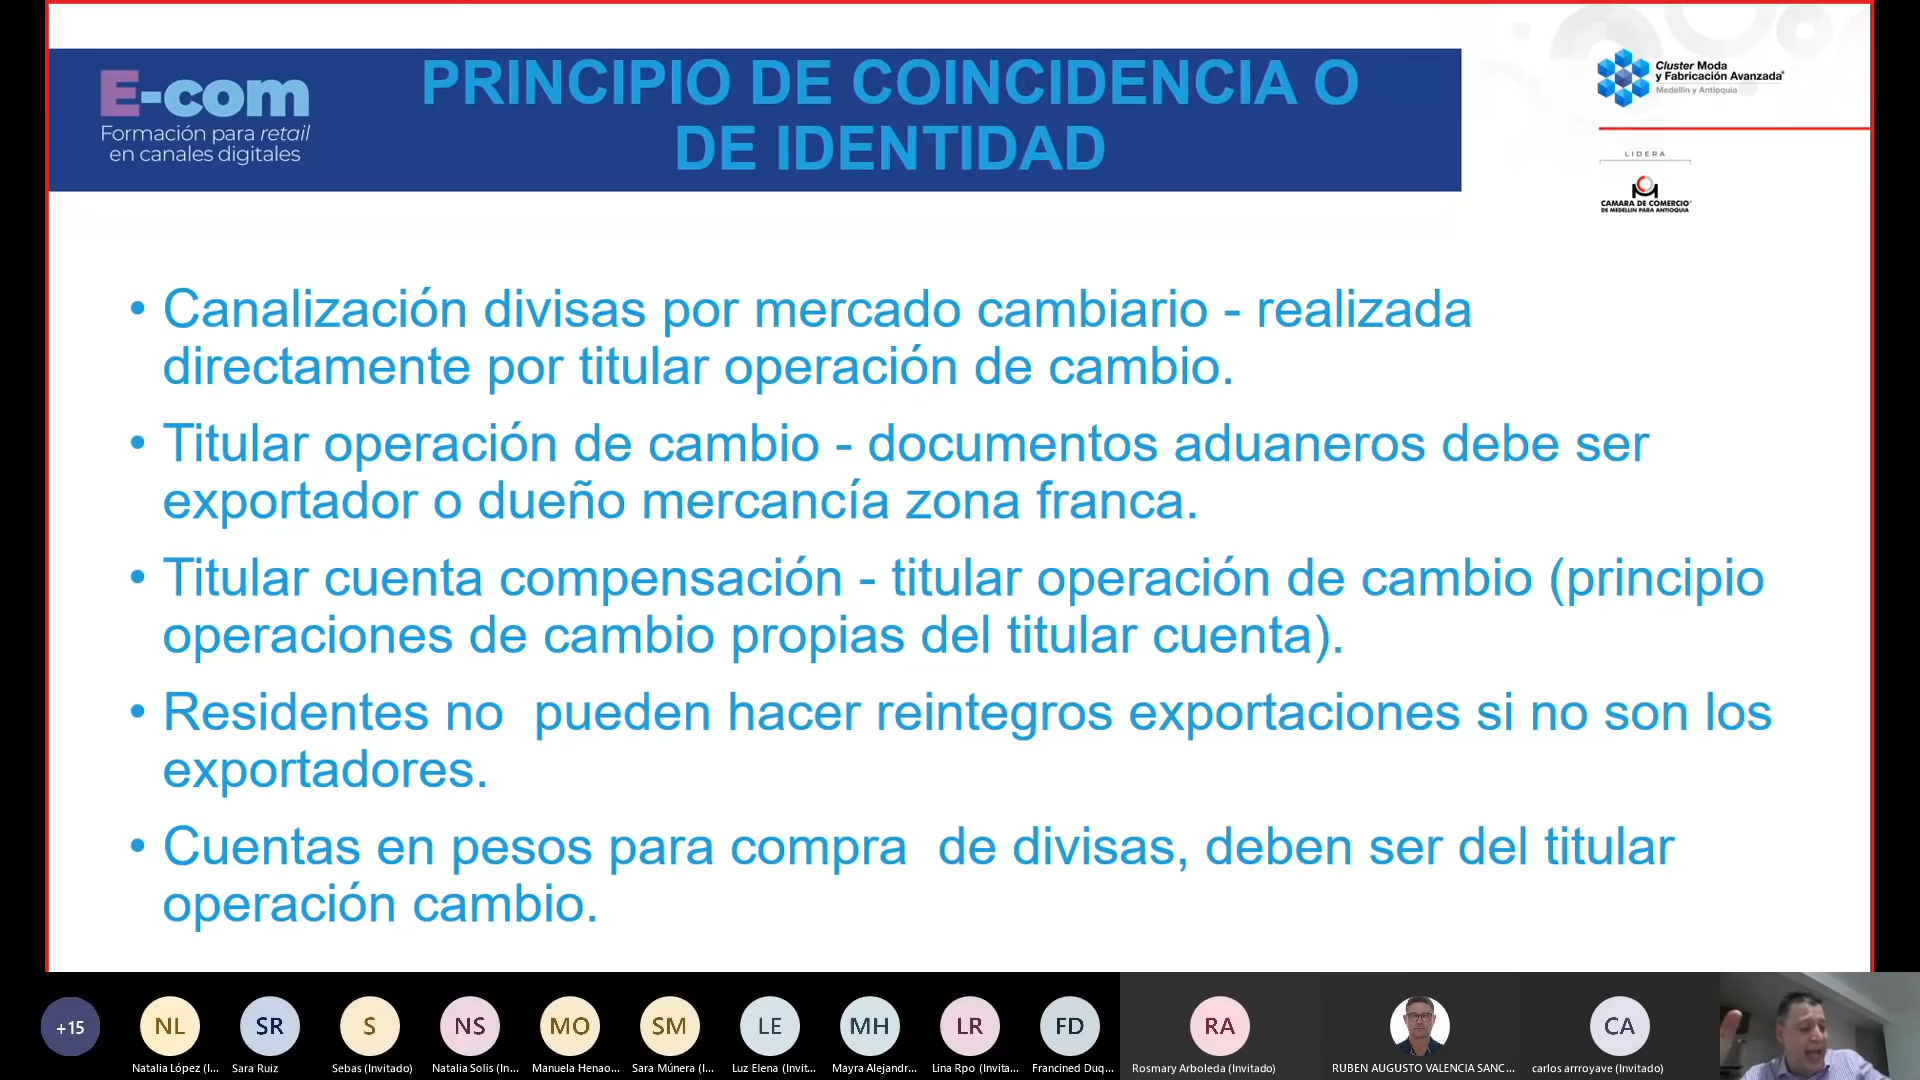 E-com
Formación para retail
en canales digitales
PRINCIPIO DE COINCIDENCIA O
DE IDENTIDAD
Cluster Moda
y Fabricación Avanzada
Medellín y Antioquia
LIDERA
CAMARA DE COMERCIO
DE MEDELLIN PARA ANTIOQUIA
• Canalización divisas por mercado cambiario - realizada
directamente por titular operación de cambio.
• Titular operación de cambio - documentos aduaneros debe ser
exportador o dueño mercancía zona franca.
• Titular cuenta compensación - titular operación de cambio (principio
operaciones de cambio propias del titular cuenta).
• Residentes no  pueden hacer reintegros exportaciones si no son los
exportadores.
• Cuentas en pesos para compra  de divisas, deben ser del titular
operación cambio.
+15
NL
SR
S
NS
MO
SM
LE
MH
LR
FD
RA
CA
Natalia López (I...
Sara Ruiz
Sebas (Invitado)
Natalia Solis (In...
Manuela Henao...
Sara Múnera (I...
Luz Elena (Invit...
Mayra Alejandr...
Lina Rpo (Invita...
Francined Duq...
Rosmary Arboleda (Invitado)
RUBEN AUGUSTO VALENCIA SANC...
carlos arrroyave (Invitado)